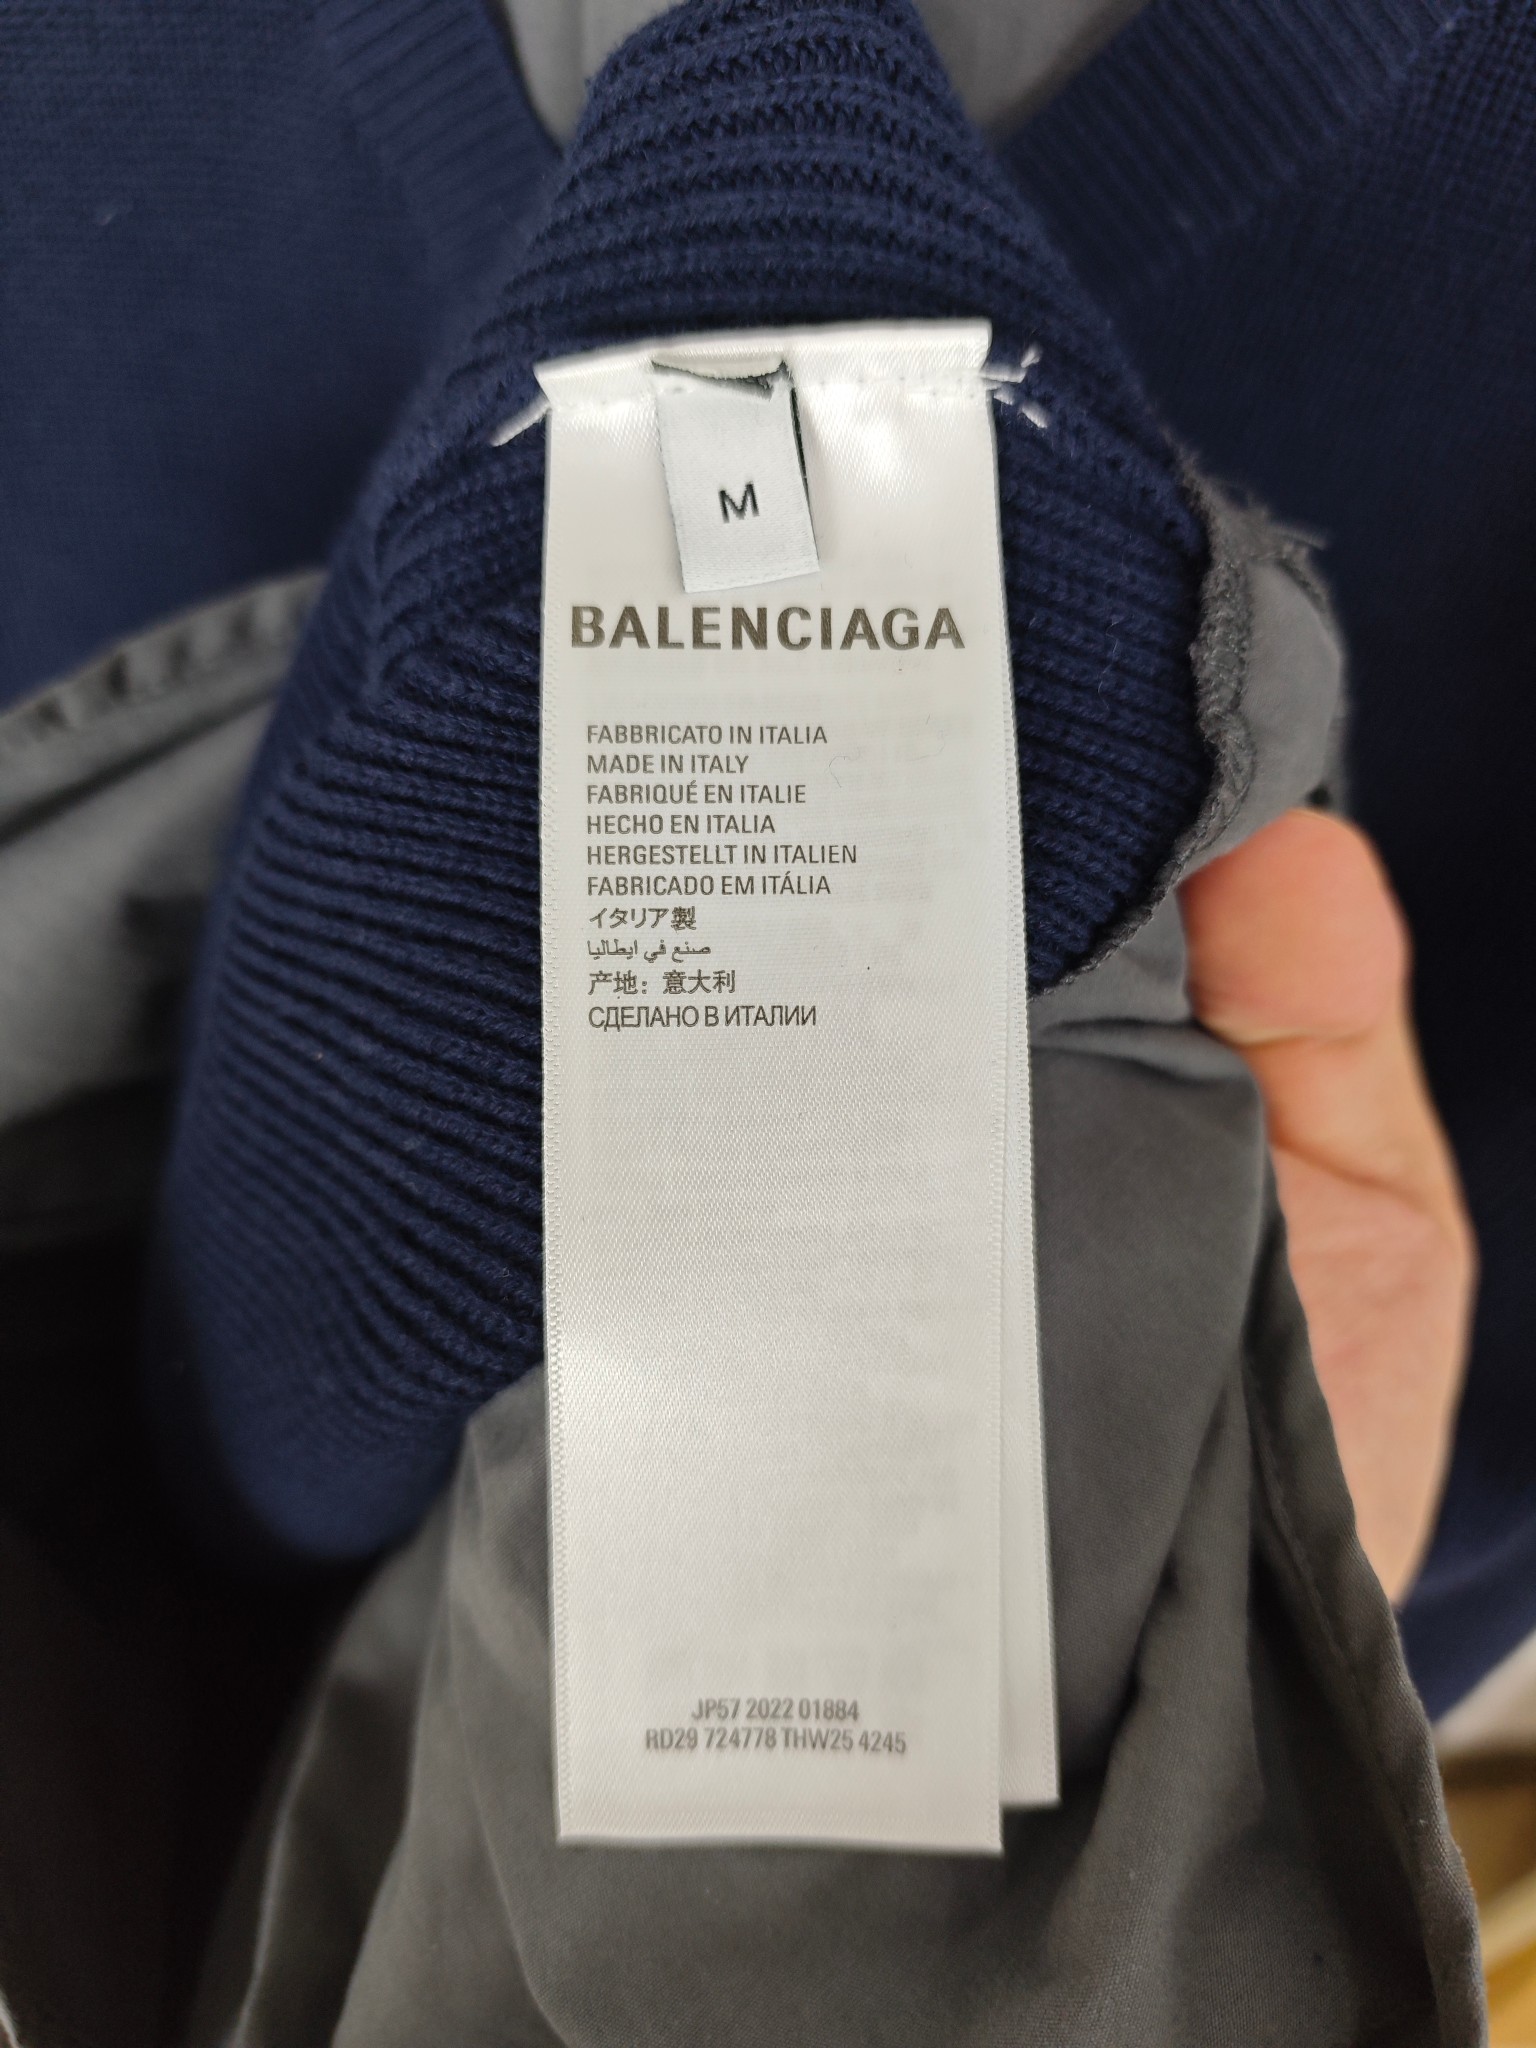 M
BALENCIAGA
FABBRICATO IN ITALIA
MADE IN ITALY
FABRIQUÉ EN ITALIE
HECHO EN ITALIA
HERGESTELLT IN ITALIEN
FABRICADO EM ITÁLIA
イタリア製
صنع في ايطاليا
产地：意大利
СДЕЛАНО В ИТАЛИИ
JP57 2022 01884
RD29 724778 THW25 4245